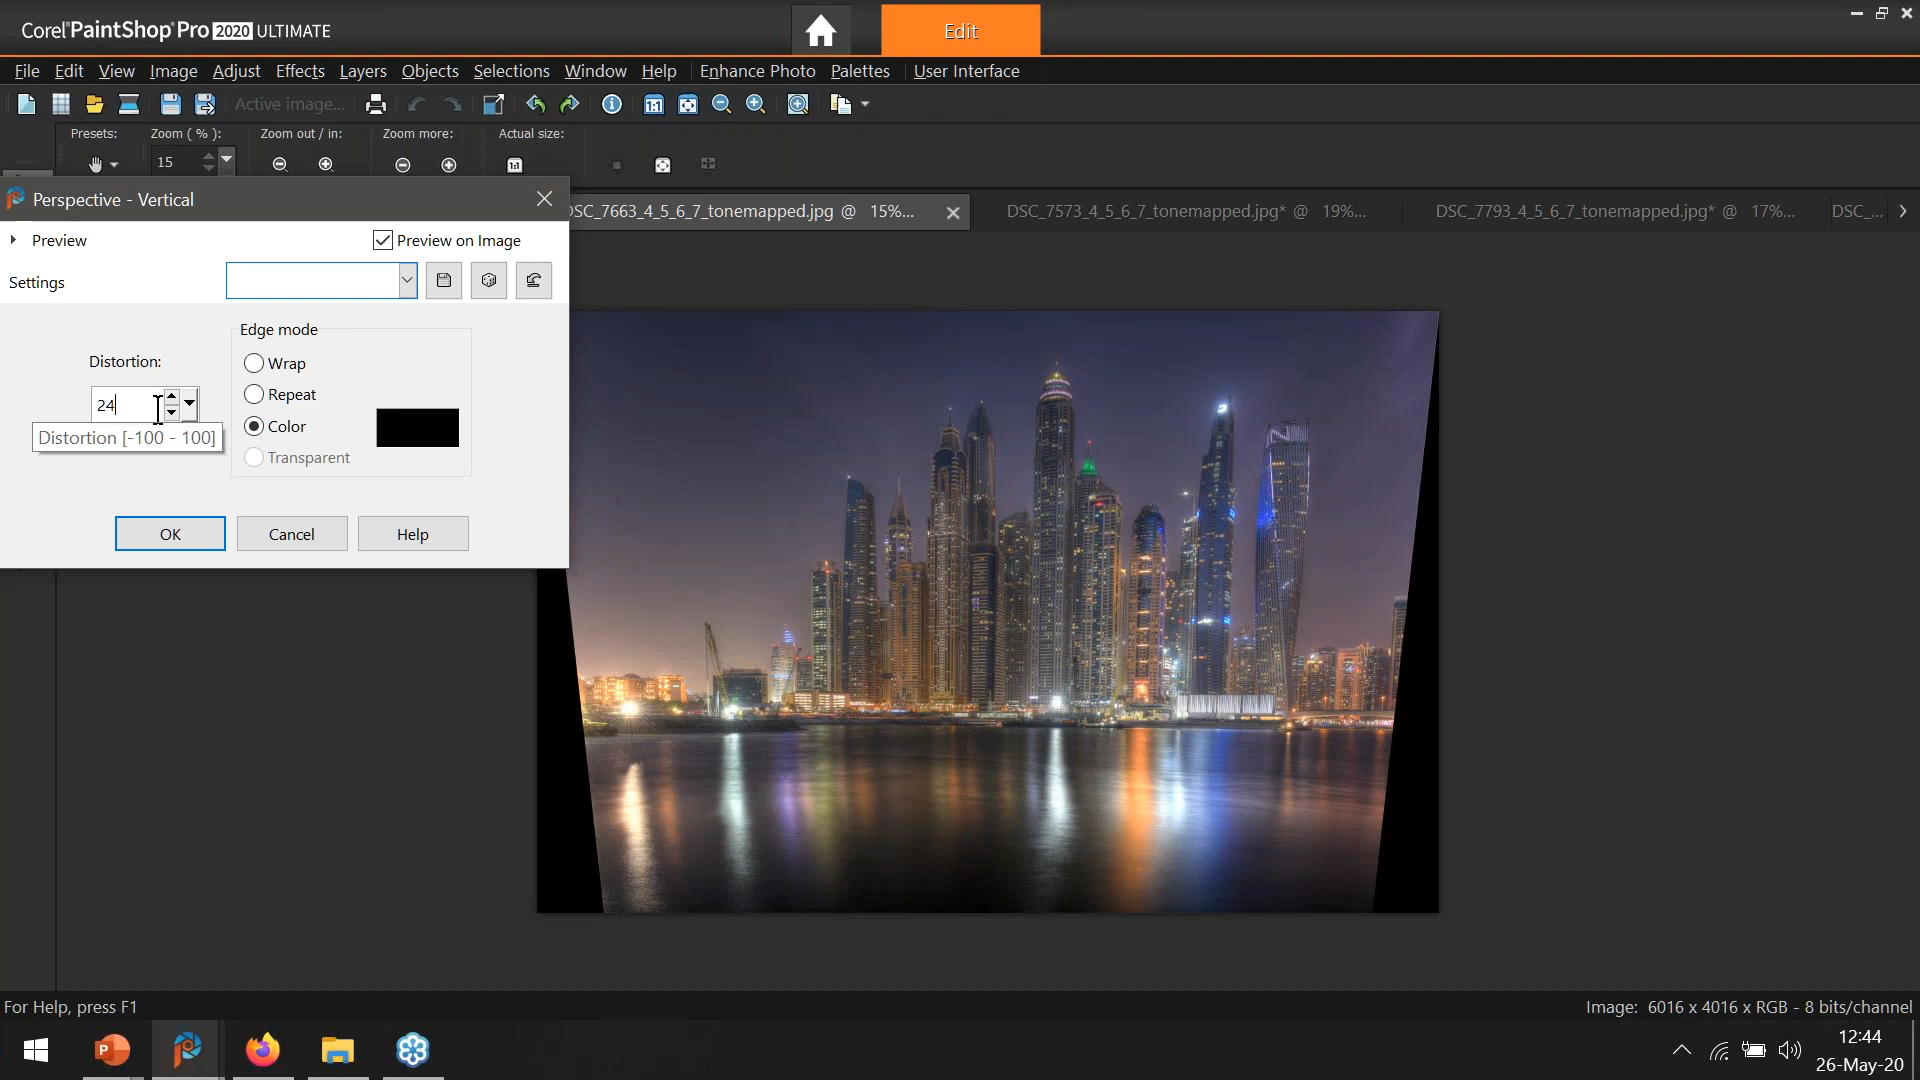 Corel PaintShop Pro 2020 ULTIMATE
Edit
File Edit View Image Adjust Effects Layers Objects Selections Window Help Enhance Photo Palettes User Interface
Active image...
Presets: Zoom ( % ): Zoom out / in: Zoom more: Actual size:
15
Perspective - Vertical
DSC_7663_4_5_6_7_tonemapped.jpg @ 15%...
DSC_7573_4_5_6_7_tonemapped.jpg* @ 19%...
DSC_7793_4_5_6_7_tonemapped.jpg* @ 17%...
DSC_...
Preview
Preview on Image
Settings
Edge mode
Distortion:
Wrap
Repeat
24
Color
Distortion [-100 - 100]
Transparent
OK Cancel Help
For Help, press F1
Image: 6016 x 4016 x RGB - 8 bits/channel
12:44
26-May-20